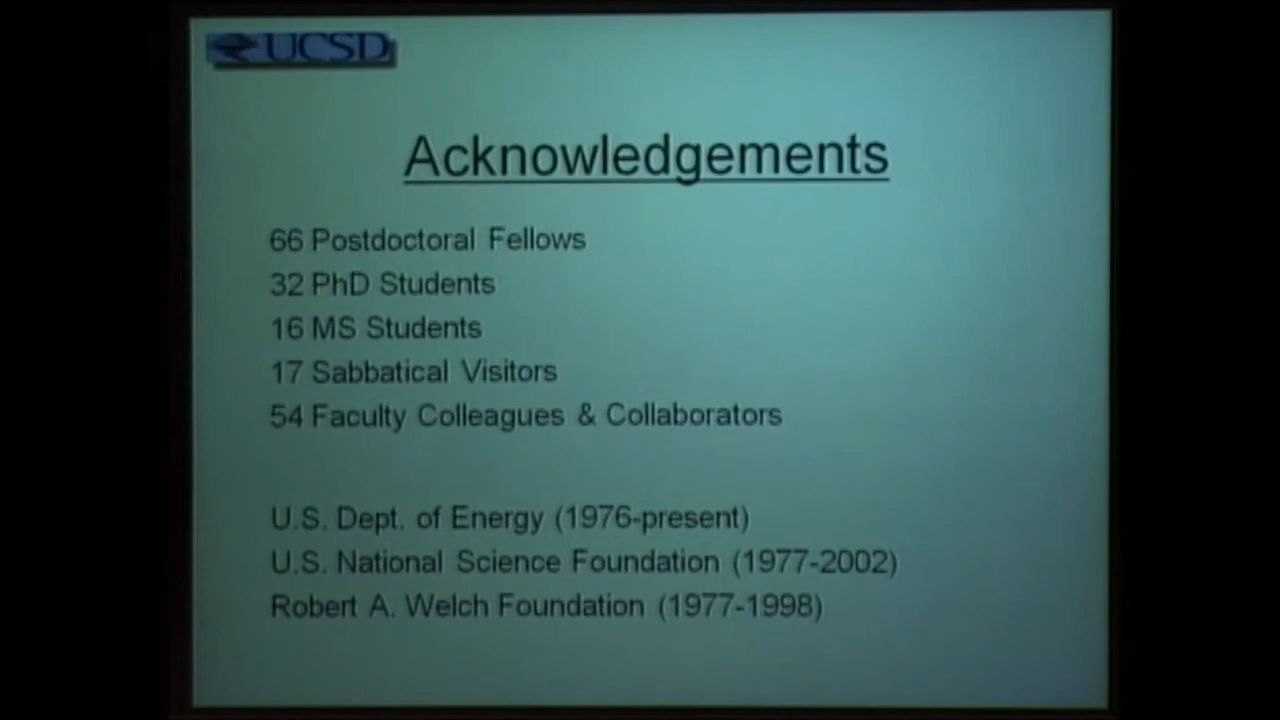 UCSD
Acknowledgements
66 Postdoctoral Fellows
32 PhD Students
16 MS Students
17 Sabbatical Visitors
54 Faculty Colleagues & Collaborators
U.S. Dept. of Energy (1976-present)
U.S. National Science Foundation (1977-2002)
Robert A. Welch Foundation (1977-1998)